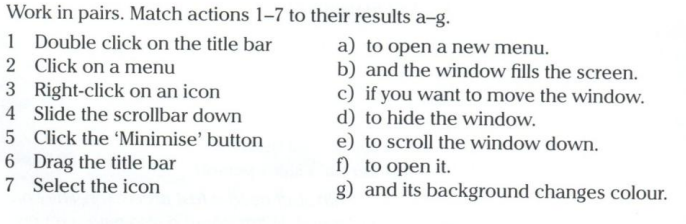 Work in pairs. Match actions 1–7 to their results a–g.
1 Double click on the title bar a) to open a new menu.
2 Click on a menu b) and the window fills the screen.
3 Right-click on an icon c) if you want to move the window.
4 Slide the scrollbar down d) to hide the window.
5 Click the ‘Minimise’ button e) to scroll the window down.
6 Drag the title bar f) to open it.
7 Select the icon g) and its background changes colour.